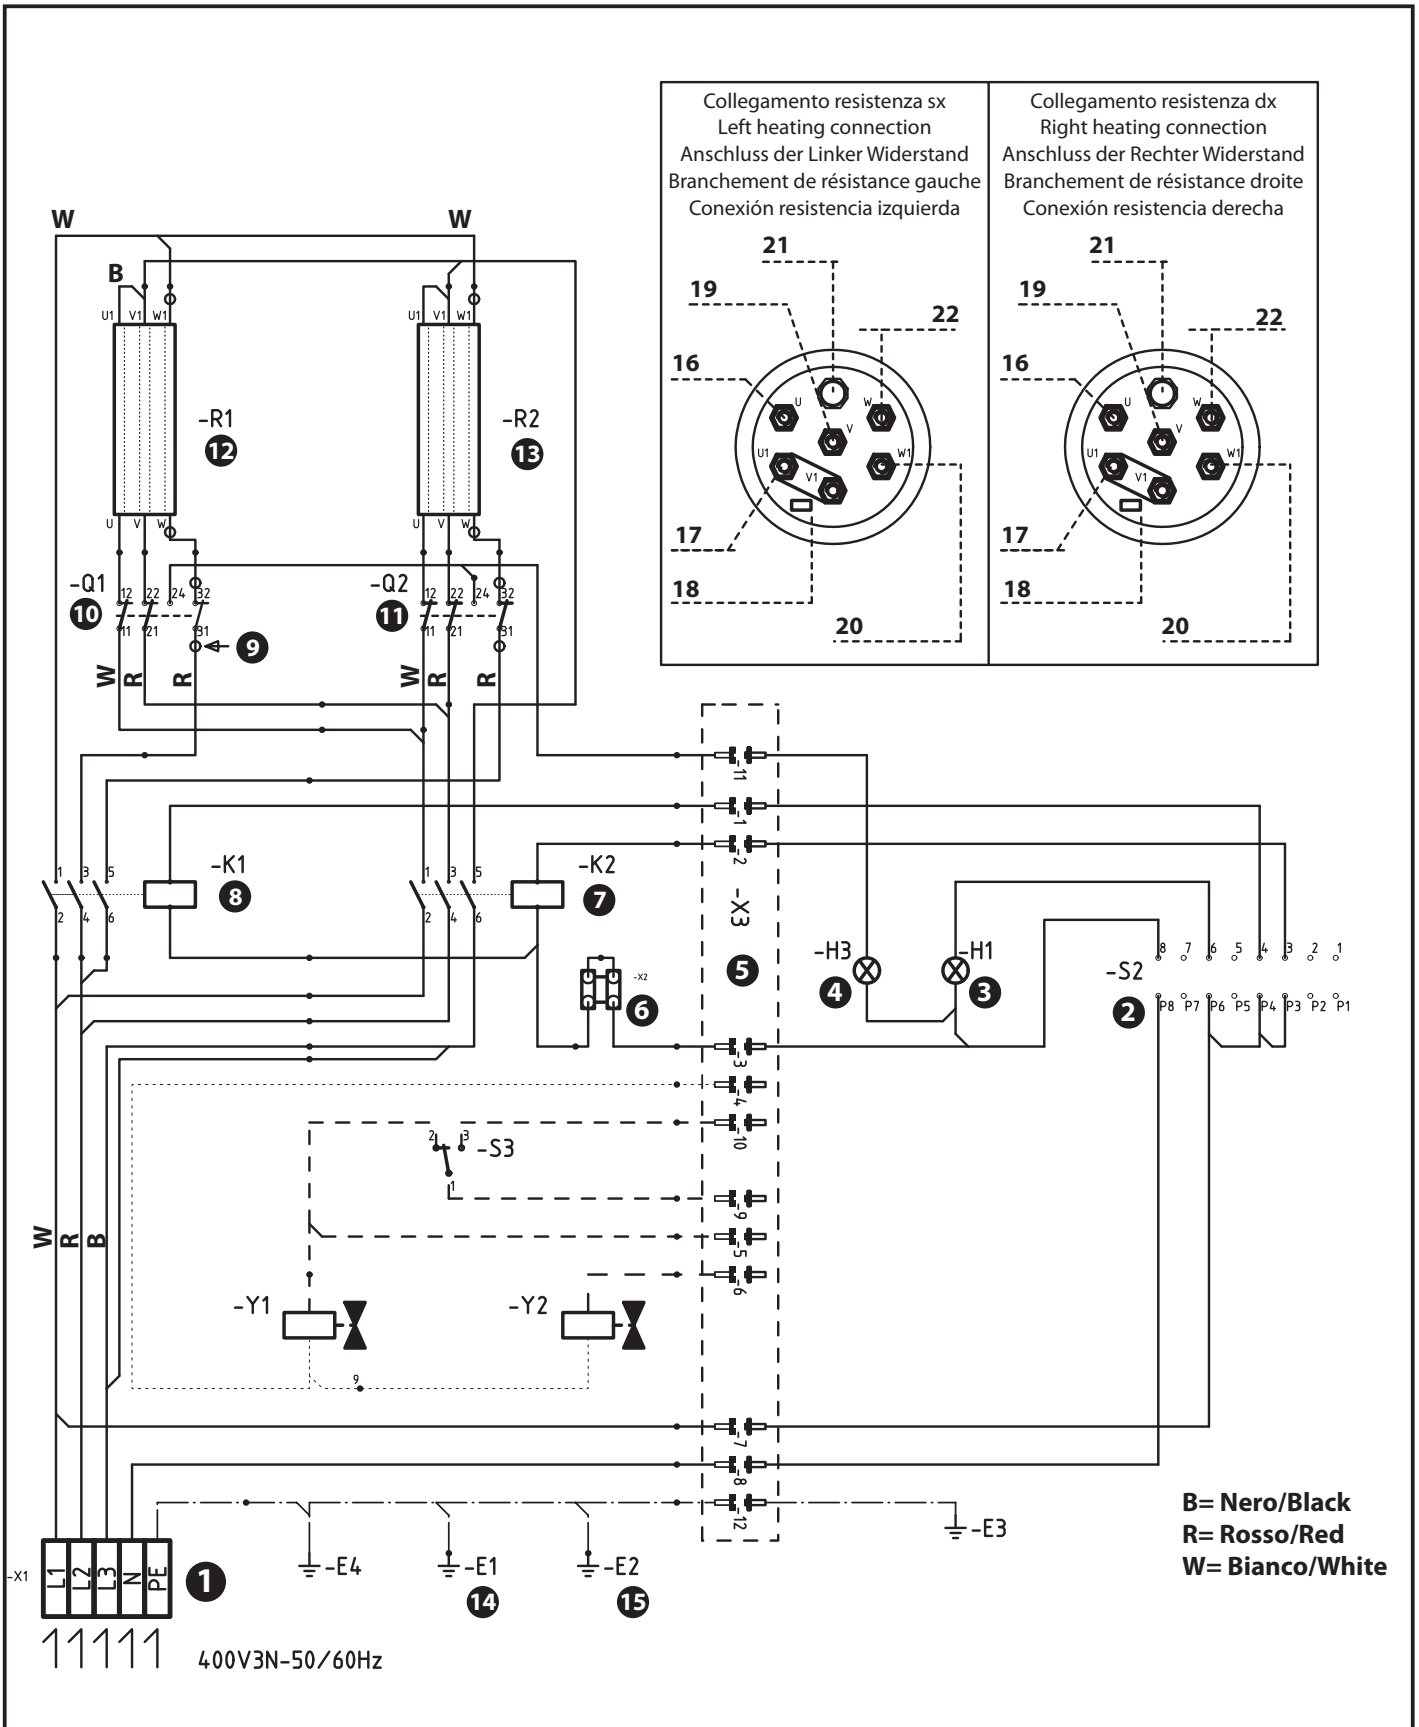 Collegamento resistenza sx
Left heating connection
Anschluss der Linker Widerstand
Branchement de résistance gauche
Conexión resistencia izquierda
21
19
22
16
U
W
V
U1
W1
V1
17
18
20
Collegamento resistenza dx
Right heating connection
Anschluss der Rechter Widerstand
Branchement de résistance droite
Conexión resistencia derecha
21
19
22
16
U
W
V
U1
W1
V1
17
18
20
W
W
B
U1 V1 W1
U1 V1 W1
-R1
12
-R2
13
U V W
U V W
-Q1
10
12 22 24 32
11 21 31
-Q2
11
12 22 24 32
11 21 31
9
W R R
W R R
-11
-1
-2
-X3
5
-3
-4
-10
-9
-5
-6
-7
-8
-12
1 3 5
2 4 6
-K1
8
1 3 5
2 4 6
-K2
7
-X2
6
-H3
4
-H1
3
-S2
2
8 7 6 5 4 3 2 1
P8 P7 P6 P5 P4 P3 P2 P1
2 3
-S3
1
W R B
-Y1
-Y2
9
B= Nero/Black
R= Rosso/Red
W= Bianco/White
-E3
-X1
L1 L2 L3 N PE
1
-E4
-E1
14
-E2
15
400V3N-50/60Hz